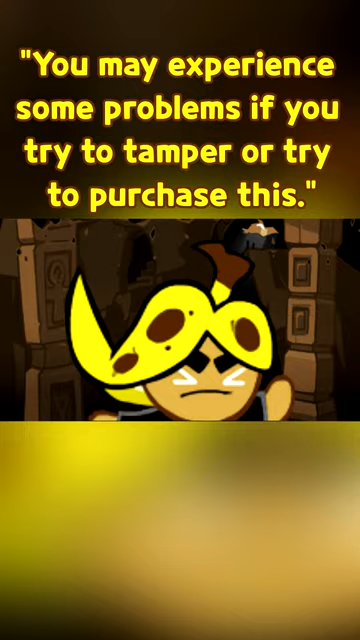 "You may experience
some problems if you
try to tamper or try
to purchase this."